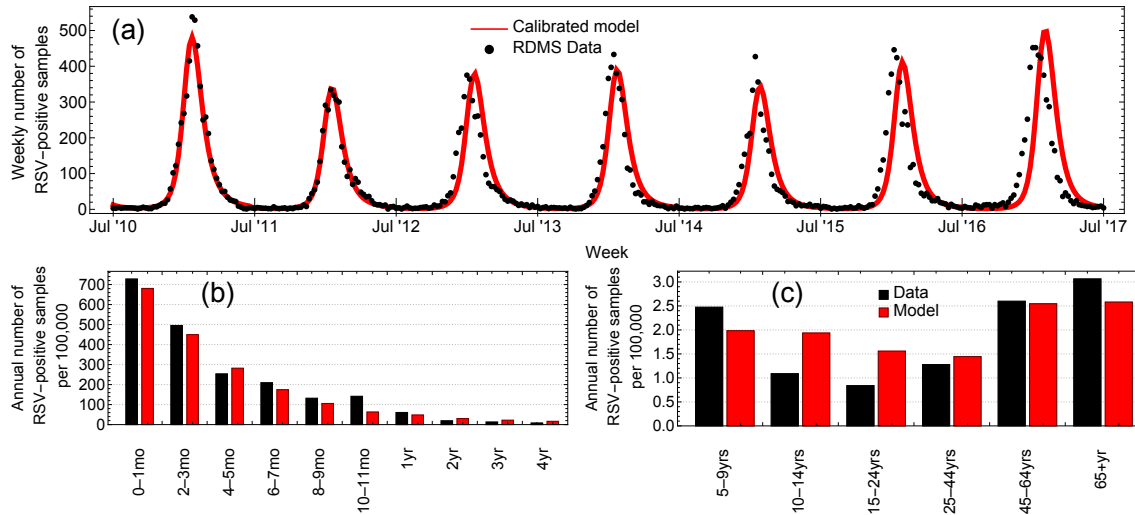 (a)
Calibrated model
RDMS Data
Weekly number of
RSV−positive samples
500
400
300
200
100
0
Jul '10
Jul '11
Jul '12
Jul '13
Jul '14
Jul '15
Jul '16
Jul '17
Week
(b)
Annual number of
RSV−positive samples
per 100,000
700
600
500
400
300
200
100
0
0−1mo
2−3mo
4−5mo
6−7mo
8−9mo
10−11mo
1yr
2yr
3yr
4yr
(c)
Data
Model
Annual number of
RSV−positive samples
per 100,000
3.0
2.5
2.0
1.5
1.0
0.5
0.0
5−9yrs
10−14yrs
15−24yrs
25−44yrs
45−64yrs
65+yr